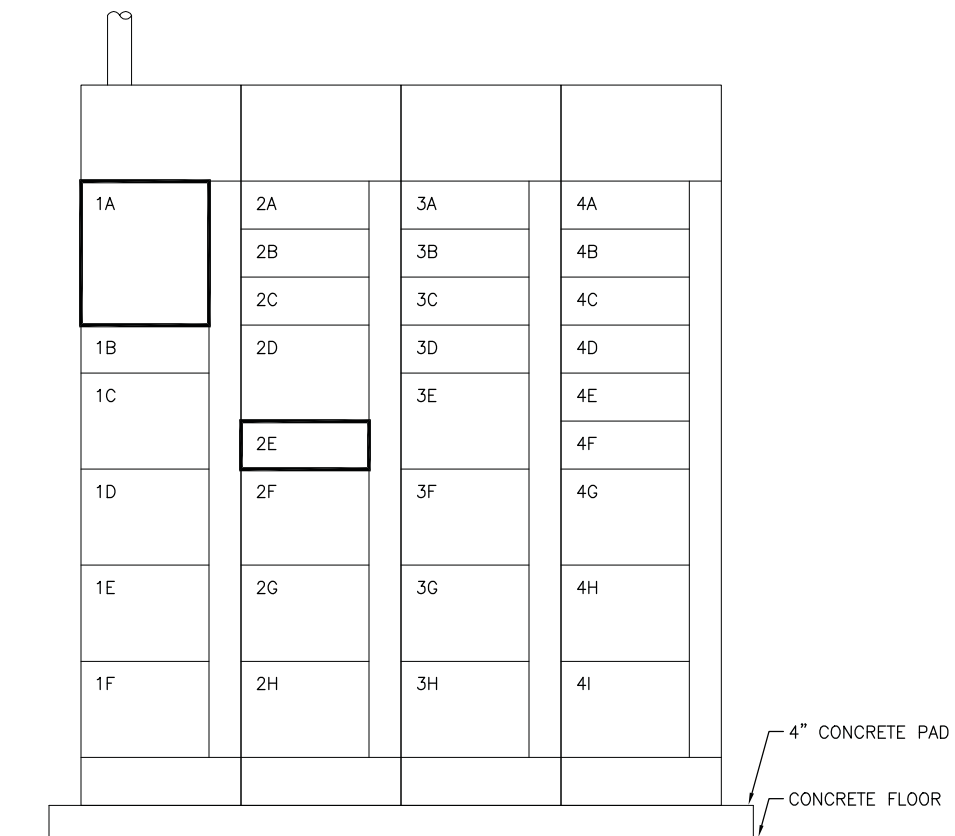 1A
2A
3A
4A
2B
3B
4B
2C
3C
4C
1B
2D
3D
4D
1C
3E
4E
2E
4F
1D
2F
3F
4G
1E
2G
3G
4H
1F
2H
3H
4I
4” CONCRETE PAD
CONCRETE FLOOR